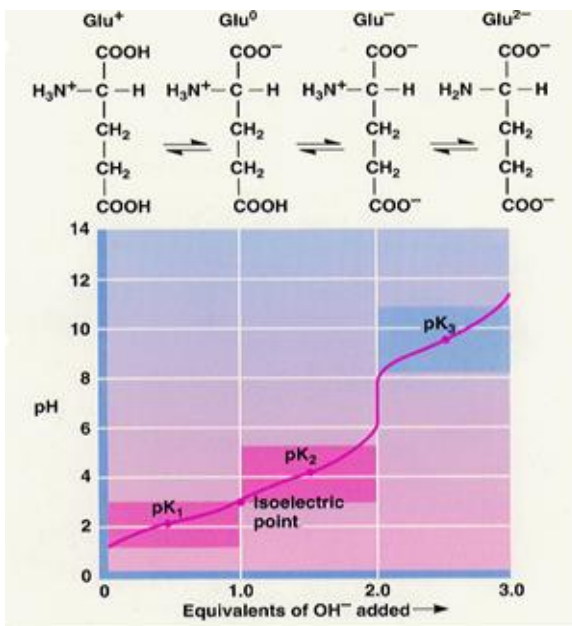 Glu⁺ Glu⁰ Glu⁻ Glu²⁻
COOH COO⁻ COO⁻ COO⁻
H₃N⁺–C–H H₃N⁺–C–H H₃N⁺–C–H H₂N–C–H
CH₂ CH₂ CH₂ CH₂
CH₂ CH₂ CH₂ CH₂
COOH COOH COO⁻ COO⁻
14
12
10
8
6
4
2
0
pH
pK₃
pK₂
pK₁
Isoelectric
point
0 1.0 2.0 3.0
Equivalents of OH⁻ added→